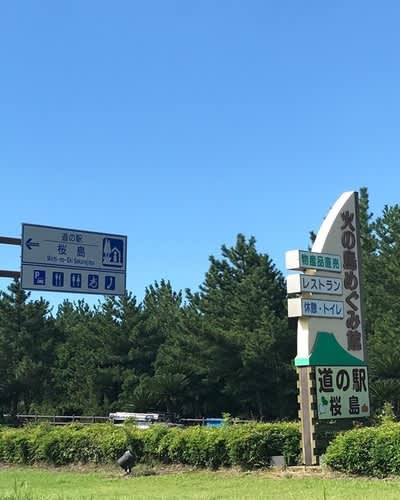 道の駅
桜島
Michi-no-Eki Sakurajima
P
火の島めぐみ館
物産品直売
レストラン
休憩・トイレ
道の駅
桜島